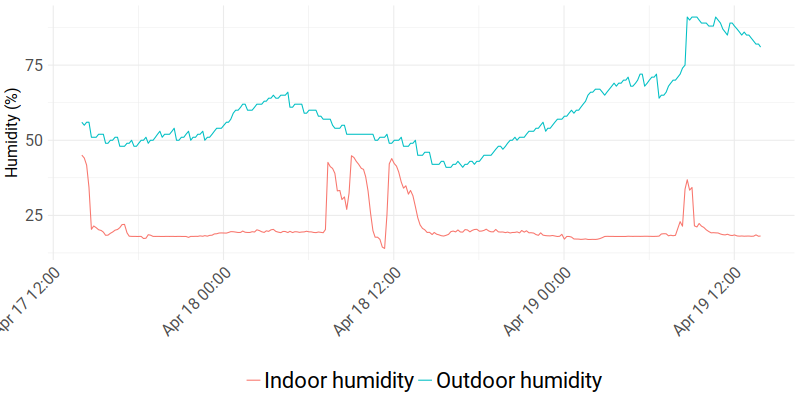 Humidity (%)
75
50
25
Apr 17 12:00
Apr 18 00:00
Apr 18 12:00
Apr 19 00:00
Apr 19 12:00
Indoor humidity
Outdoor humidity